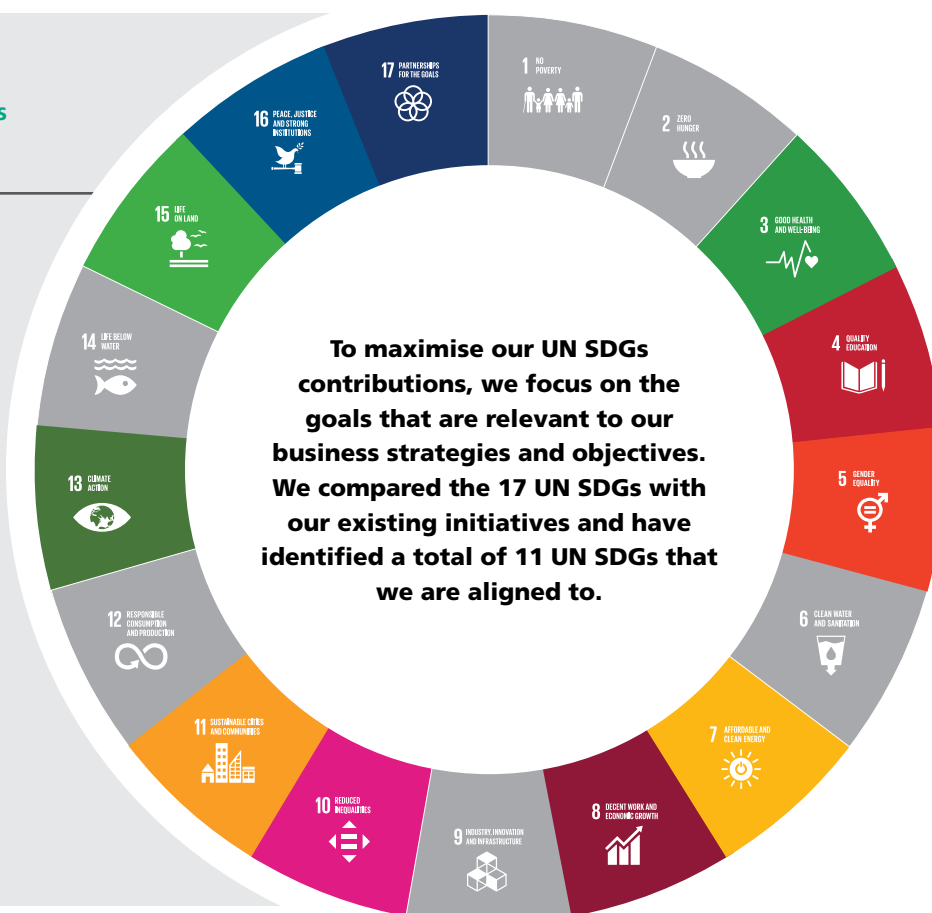 s
17 PARTNERSHIPS
FOR THE GOALS
1 NO
POVERTY
2 ZERO
HUNGER
3 GOOD HEALTH
AND WELL-BEING
4 QUALITY
EDUCATION
5 GENDER
EQUALITY
6 CLEAN WATER
AND SANITATION
7 AFFORDABLE AND
CLEAN ENERGY
8 DECENT WORK AND
ECONOMIC GROWTH
9 INDUSTRY, INNOVATION
AND INFRASTRUCTURE
10 REDUCED
INEQUALITIES
11 SUSTAINABLE CITIES
AND COMMUNITIES
12 RESPONSIBLE
CONSUMPTION
AND PRODUCTION
13 CLIMATE
ACTION
14 LIFE BELOW
WATER
15 LIFE
ON LAND
16 PEACE, JUSTICE
AND STRONG
INSTITUTIONS
To maximise our UN SDGs
contributions, we focus on the
goals that are relevant to our
business strategies and objectives.
We compared the 17 UN SDGs with
our existing initiatives and have
identified a total of 11 UN SDGs that
we are aligned to.